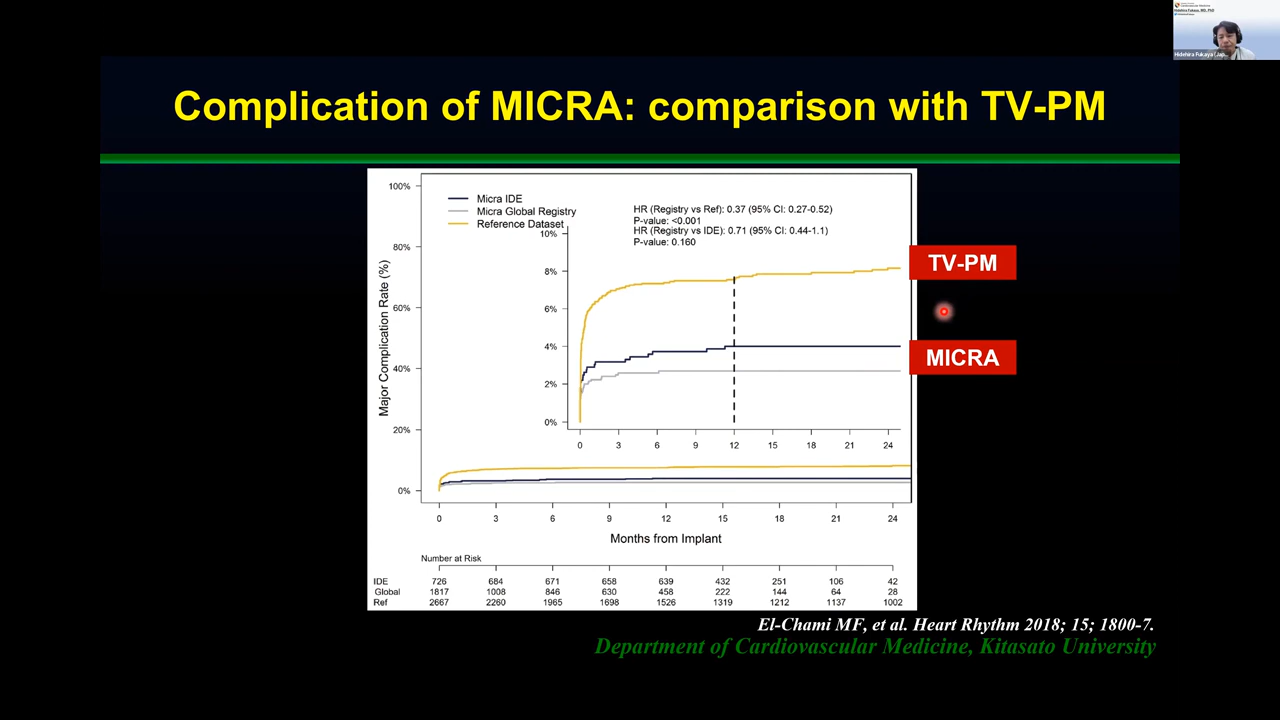 Hidehira Fukaya, MD, PhD
Hidehira Fukaya (Jap...
Complication of MICRA: comparison with TV-PM
100%
80%
60%
40%
20%
0%
Major Complication Rate (%)
Micra IDE
Micra Global Registry
Reference Dataset
HR (Registry vs Ref): 0.37 (95% CI: 0.27-0.52)
P-value: <0.001
HR (Registry vs IDE): 0.71 (95% CI: 0.44-1.1)
P-value: 0.160
10%
8%
6%
4%
2%
0%
0 3 6 9 12 15 18 21 24
TV-PM
MICRA
0 3 6 9 12 15 18 21 24
Months from Implant
Number at Risk
IDE 726 684 671 658 639 432 251 106 42
Global 1817 1008 846 630 458 222 144 64 28
Ref 2667 2260 1965 1698 1526 1319 1212 1137 1002
El-Chami MF, et al. Heart Rhythm 2018; 15; 1800-7.
Department of Cardiovascular Medicine, Kitasato University